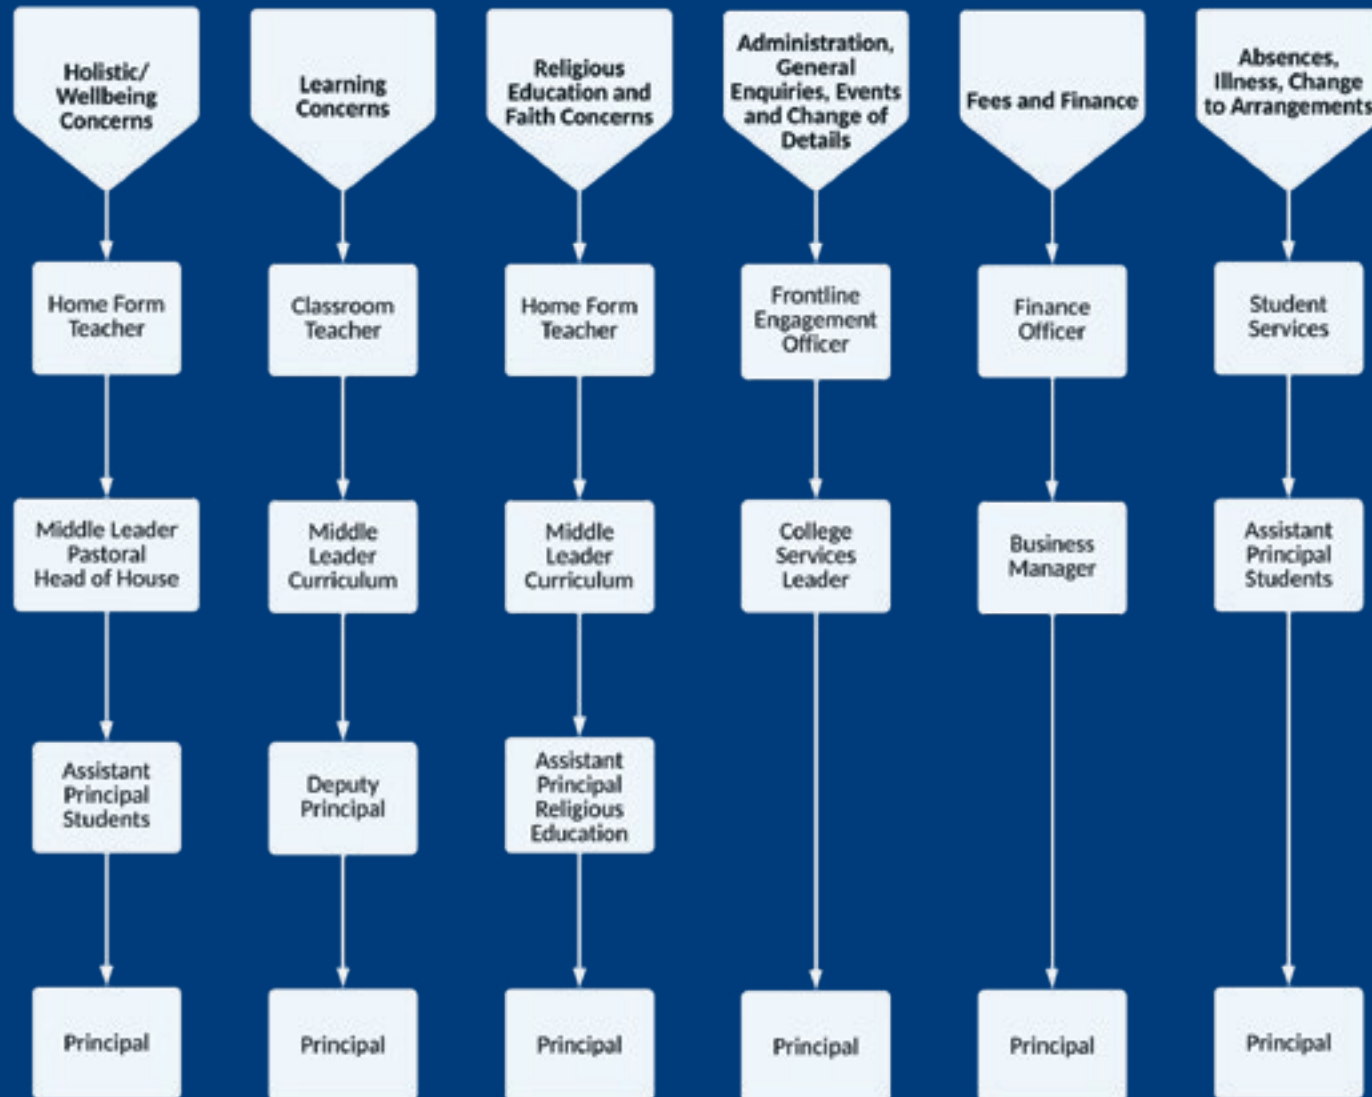 Holistic/
Wellbeing
Concerns
Learning
Concerns
Religious
Education and
Faith Concerns
Administration,
General
Enquiries, Events
and Change of
Details
Fees and Finance
Absences,
Illness, Change
to Arrangements
Home Form
Teacher
Classroom
Teacher
Home Form
Teacher
Frontline
Engagement
Officer
Finance
Officer
Student
Services
Middle Leader
Pastoral
Head of House
Middle
Leader
Curriculum
Middle
Leader
Curriculum
College
Services
Leader
Business
Manager
Assistant
Principal
Students
Assistant
Principal
Students
Deputy
Principal
Assistant
Principal
Religious
Education
Principal
Principal
Principal
Principal
Principal
Principal